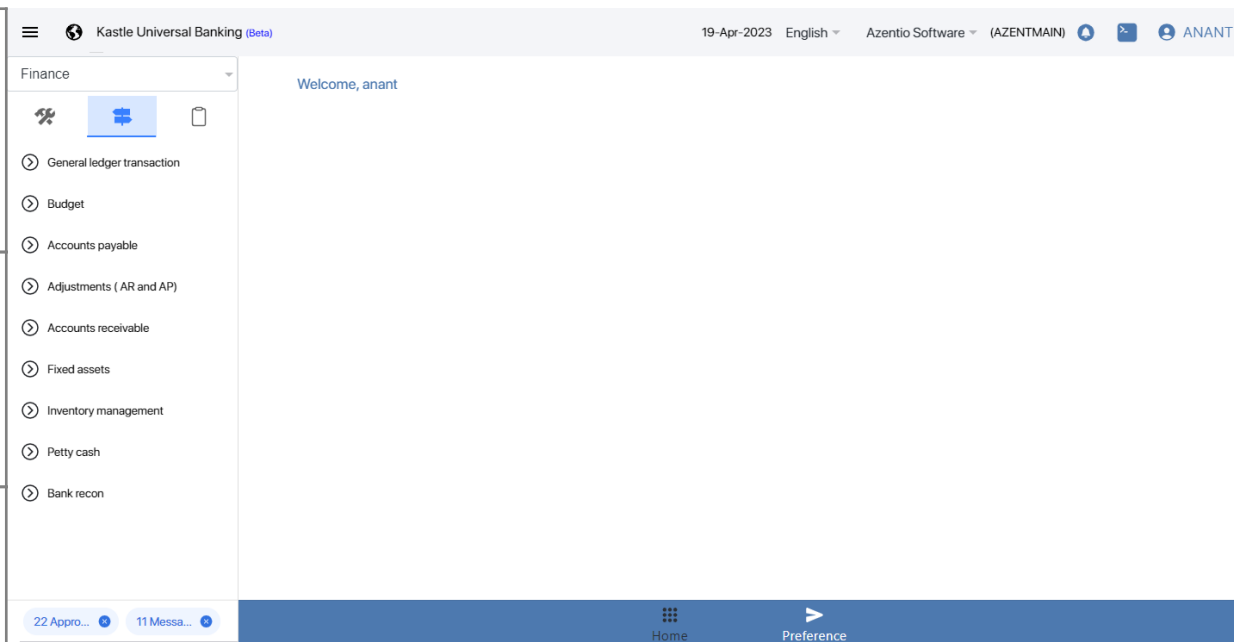 Kastle Universal Banking (Beta)
19-Apr-2023 English Azentio Software (AZENTMAIN) ANANT
Finance
Welcome, anant
General ledger transaction
Budget
Accounts payable
Adjustments ( AR and AP)
Accounts receivable
Fixed assets
Inventory management
Petty cash
Bank recon
22 Appro... 11 Messa...
Home
Preference